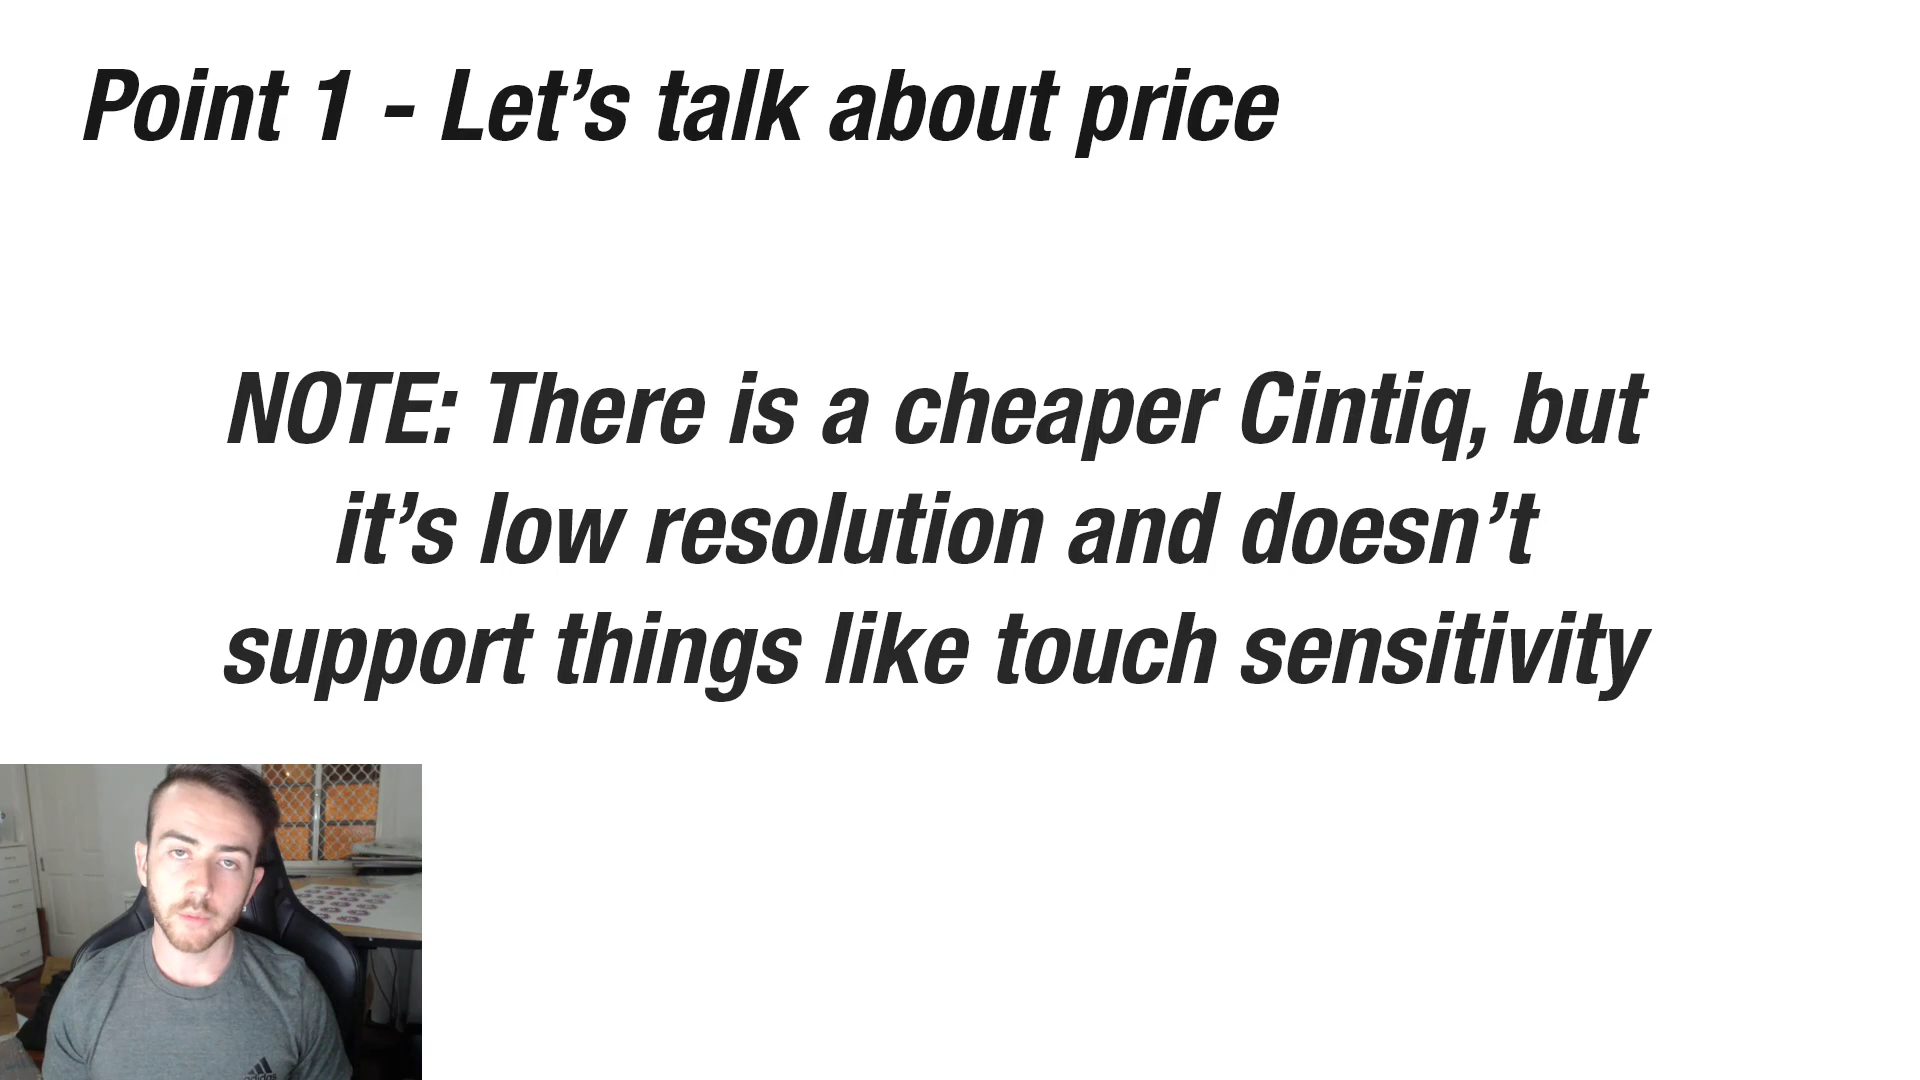 Point 1 - Let’s talk about price
NOTE: There is a cheaper Cintiq, but
it’s low resolution and doesn’t
support things like touch sensitivity
adidas